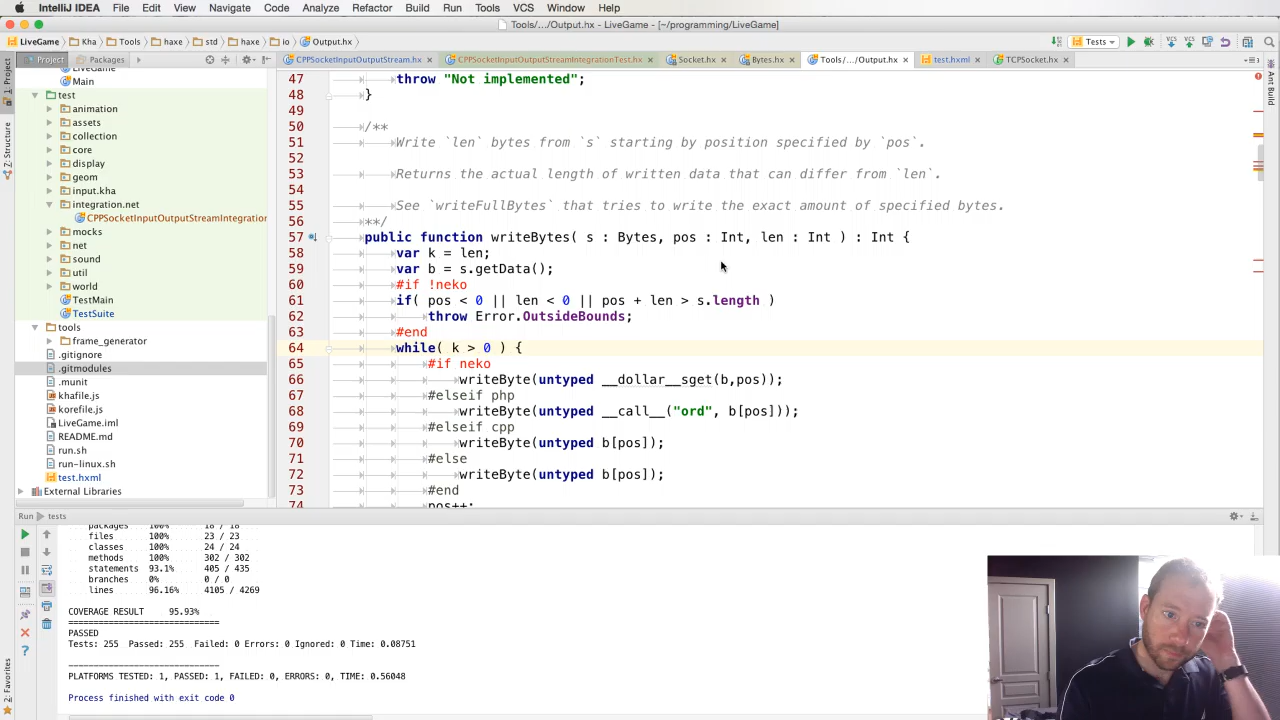 IntelliJ IDEA File Edit View Navigate Code Analyze Refactor Build Run Tools VCS Window Help
Tools/.../Output.hx - LiveGame - [~/programming/LiveGame]
LiveGame Kha Tools haxe std haxe io Output.hx Tests
Project Packages CPPSocketInputOutputStream.hx CPPSocketInputOutputStreamIntegrationTest.hx Socket.hx Bytes.hx Tools/.../Output.hx test.hxml TCPSocket.hx
1: Project
Z: Structure
2: Favorites
Ant Build
LiveGame
Main
test
animation
assets
collection
core
display
geom
input.kha
integration.net
CPPSocketInputOutputStreamIntegration
mocks
net
sound
util
world
TestMain
TestSuite
tools
frame_generator
.gitignore
.gitmodules
.munit
khafile.js
korefile.js
LiveGame.iml
README.md
run.sh
run-linux.sh
test.hxml
External Libraries
47 throw "Not implemented";
48 }
49
50 /**
51 Write `len` bytes from `s` starting by position specified by `pos`.
52
53 Returns the actual length of written data that can differ from `len`.
54
55 See `writeFullBytes` that tries to write the exact amount of specified bytes.
56 **/
57 public function writeBytes( s : Bytes, pos : Int, len : Int ) : Int {
58 var k = len;
59 var b = s.getData();
60 #if !neko
61 if( pos < 0 || len < 0 || pos + len > s.length )
62 throw Error.OutsideBounds;
63 #end
64 while( k > 0 ) {
65 #if neko
66 writeByte(untyped __dollar__sget(b,pos));
67 #elseif php
68 writeByte(untyped __call__("ord", b[pos]));
69 #elseif cpp
70 writeByte(untyped b[pos]);
71 #else
72 writeByte(untyped b[pos]);
73 #end
74 pos++;
Run tests
packages 100% 18 / 18
files 100% 23 / 23
classes 100% 24 / 24
methods 100% 302 / 302
statements 93.1% 405 / 435
branches 0% 0 / 0
lines 96.16% 4105 / 4269
COVERAGE RESULT 95.93%
==============================
PASSED
Tests: 255 Passed: 255 Failed: 0 Errors: 0 Ignored: 0 Time: 0.08751
------------------------------
PLATFORMS TESTED: 1, PASSED: 1, FAILED: 0, ERRORS: 0, TIME: 0.56048
Process finished with exit code 0